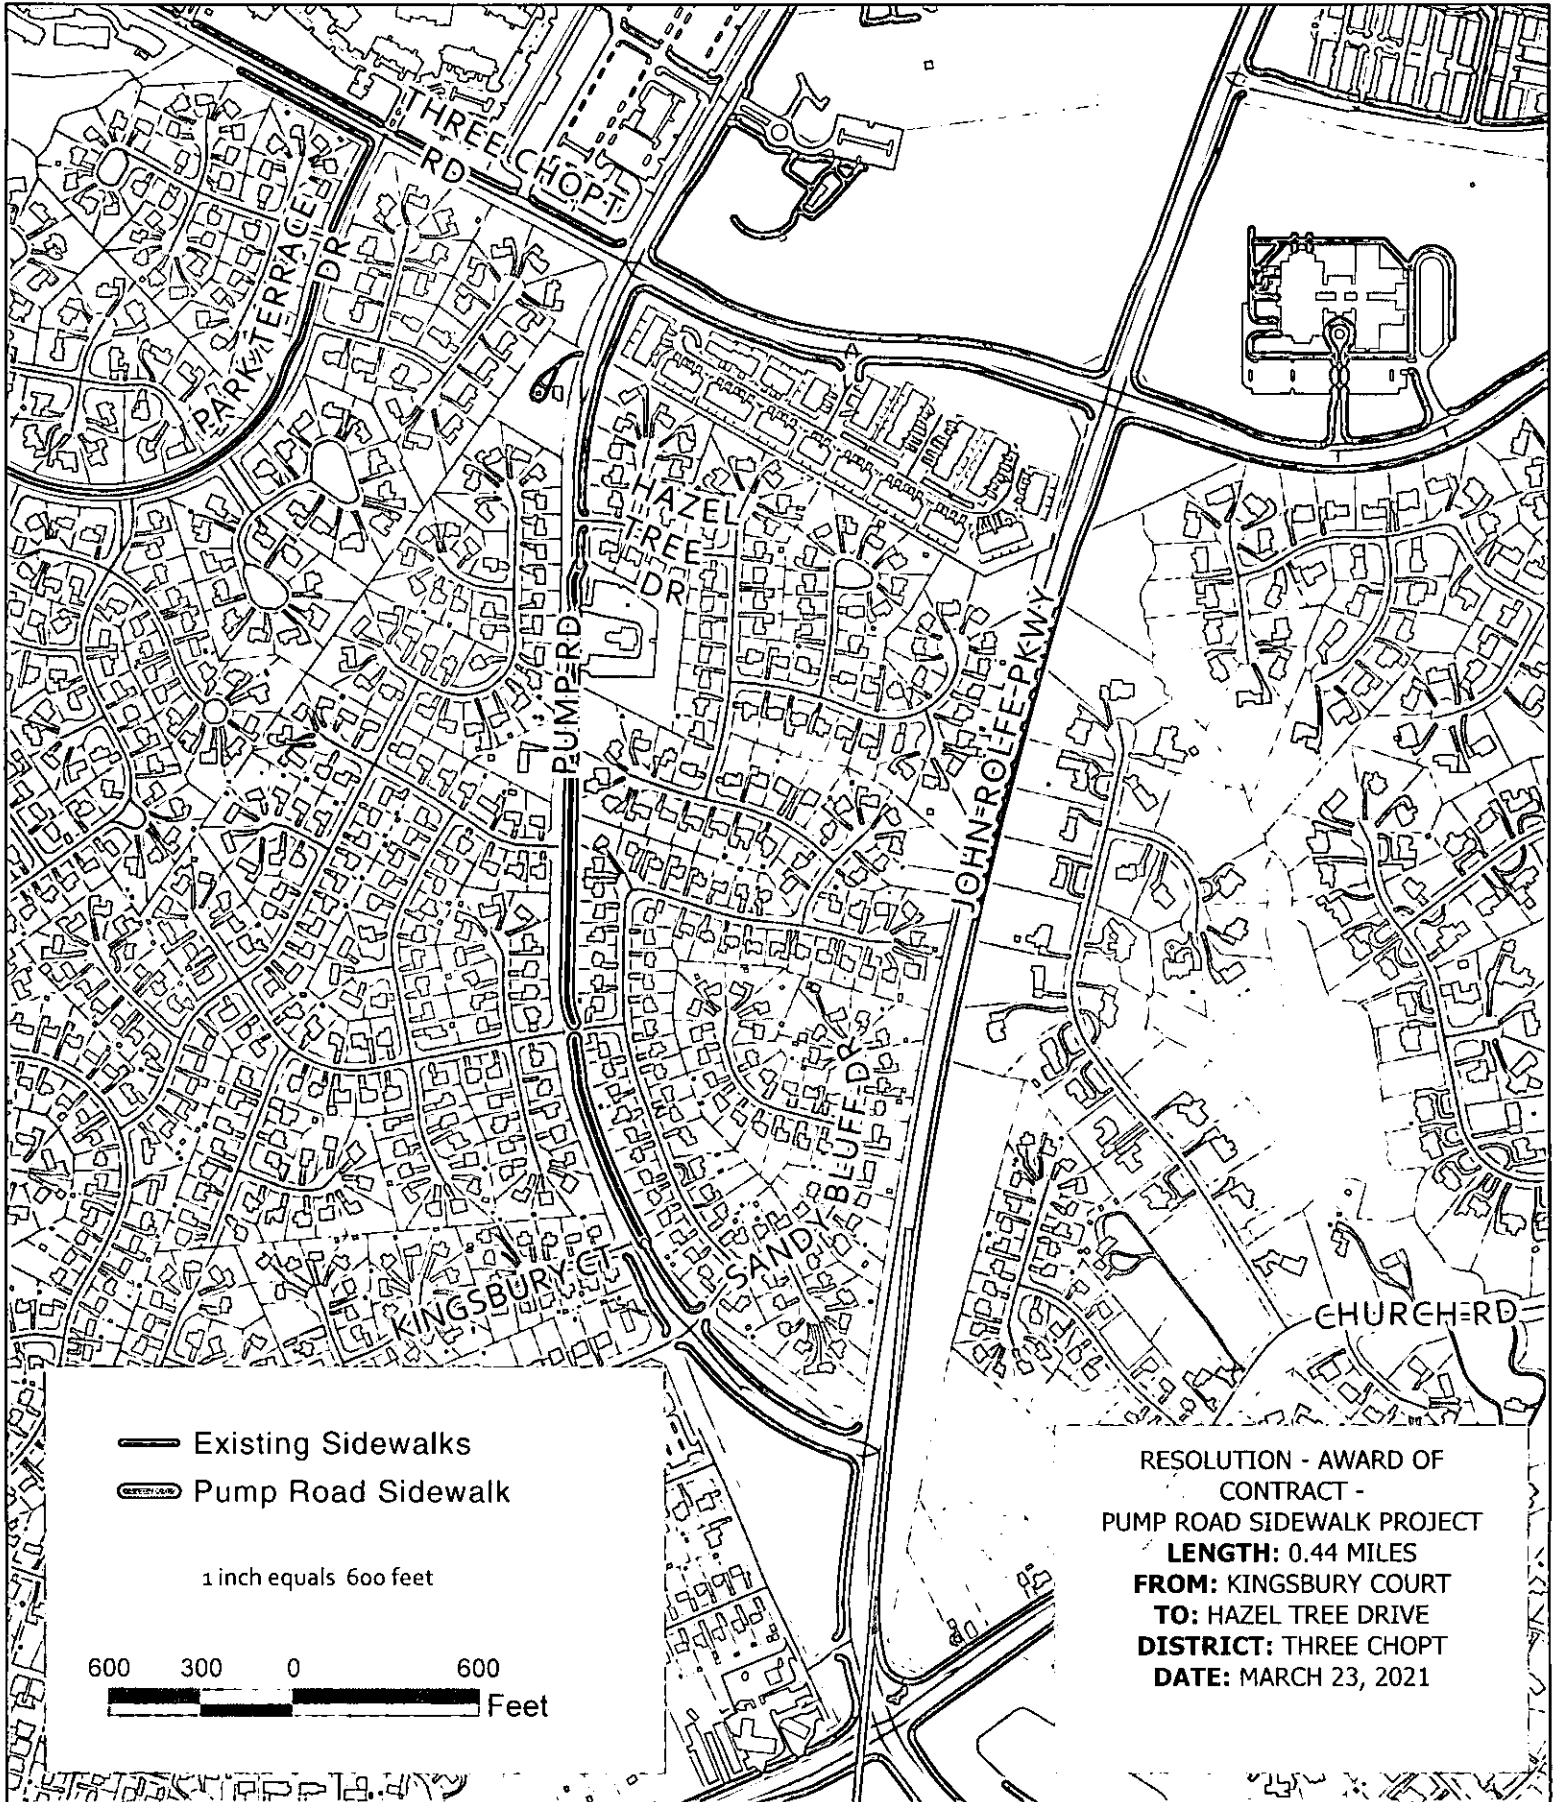 THREE CHOPT
RD
PARK TERRACE
DR
HAZEL
TREE
DR
PUMP RD
JOHN ROLFE PKWY
SANDY BLUFF DR
KINGSBURY CT
CHURCH RD
Existing Sidewalks
Pump Road Sidewalk
1 inch equals 600 feet
600 300 0 600
Feet
RESOLUTION - AWARD OF
CONTRACT -
PUMP ROAD SIDEWALK PROJECT
LENGTH: 0.44 MILES
FROM: KINGSBURY COURT
TO: HAZEL TREE DRIVE
DISTRICT: THREE CHOPT
DATE: MARCH 23, 2021